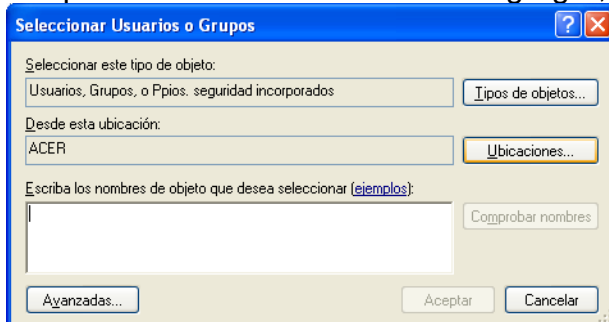 Seleccionar Usuarios o Grupos
Seleccionar este tipo de objeto:
Usuarios, Grupos, o Ppios. seguridad incorporados
Tipos de objetos...
Desde esta ubicación:
ACER
Ubicaciones...
Escriba los nombres de objeto que desea seleccionar (ejemplos):
Comprobar nombres
Avanzadas...
Aceptar
Cancelar